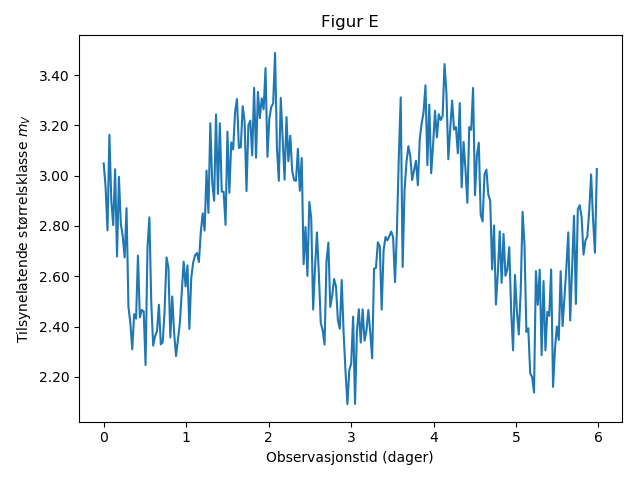 Figur E
Tilsynelatende størrelsklasse m_V
3.40
3.20
3.00
2.80
2.60
2.40
2.20
0 1 2 3 4 5 6
Observasjonstid (dager)